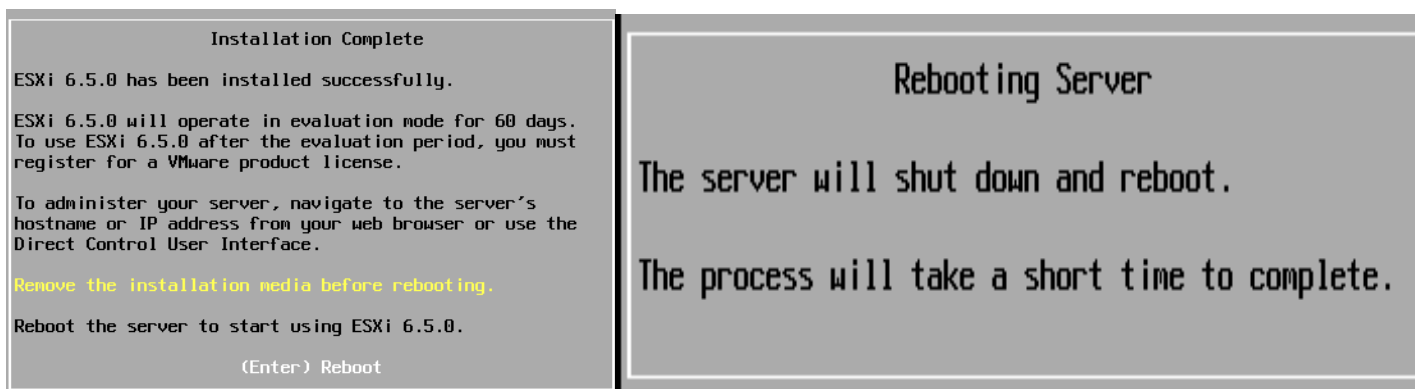 Installation Complete
ESXi 6.5.0 has been installed successfully.
ESXi 6.5.0 will operate in evaluation mode for 60 days.
To use ESXi 6.5.0 after the evaluation period, you must
register for a VMware product license.
To administer your server, navigate to the server's
hostname or IP address from your web browser or use the
Direct Control User Interface.
Remove the installation media before rebooting.
Reboot the server to start using ESXi 6.5.0.
(Enter) Reboot
Rebooting Server
The server will shut down and reboot.
The process will take a short time to complete.